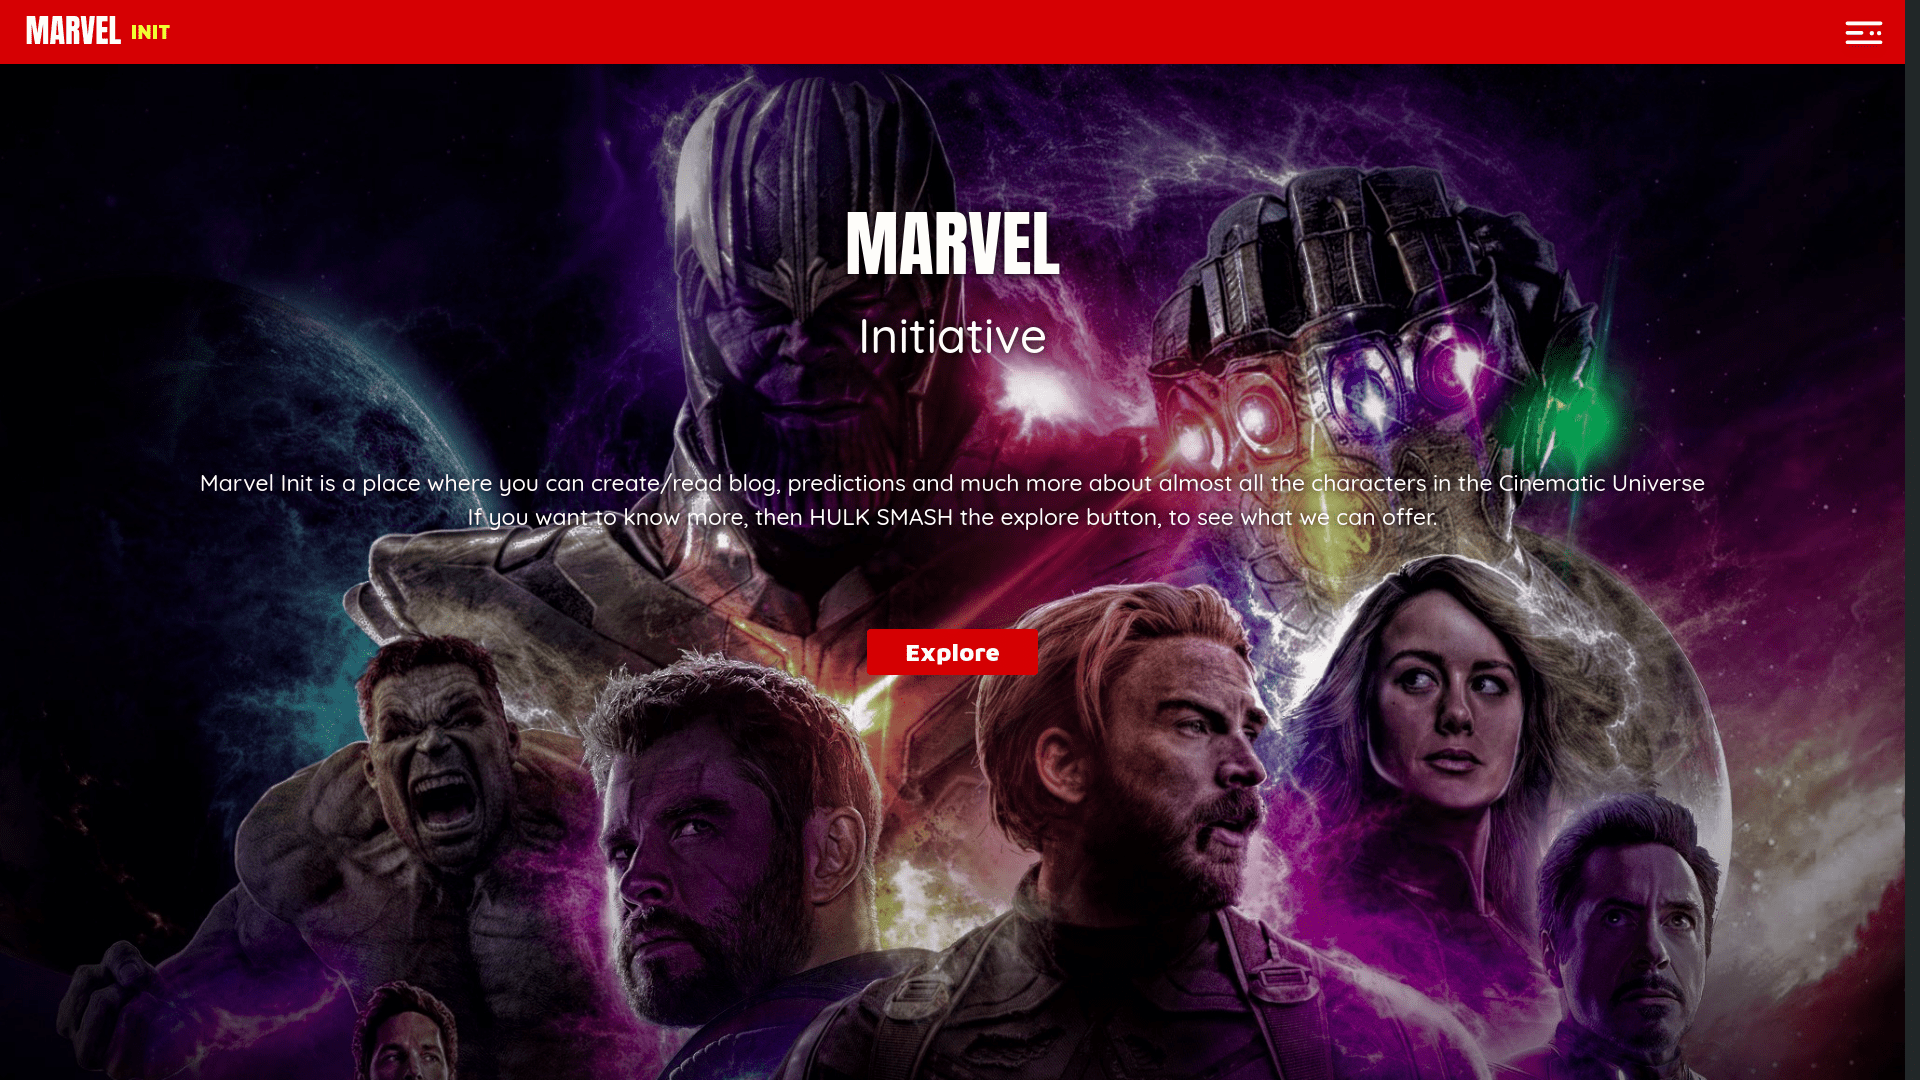 MARVEL INIT
MARVEL
Initiative
Marvel Init is a place where you can create/read blog, predictions and much more about almost all the characters in the Cinematic Universe
If you want to know more, then HULK SMASH the explore button, to see what we can offer.
Explore